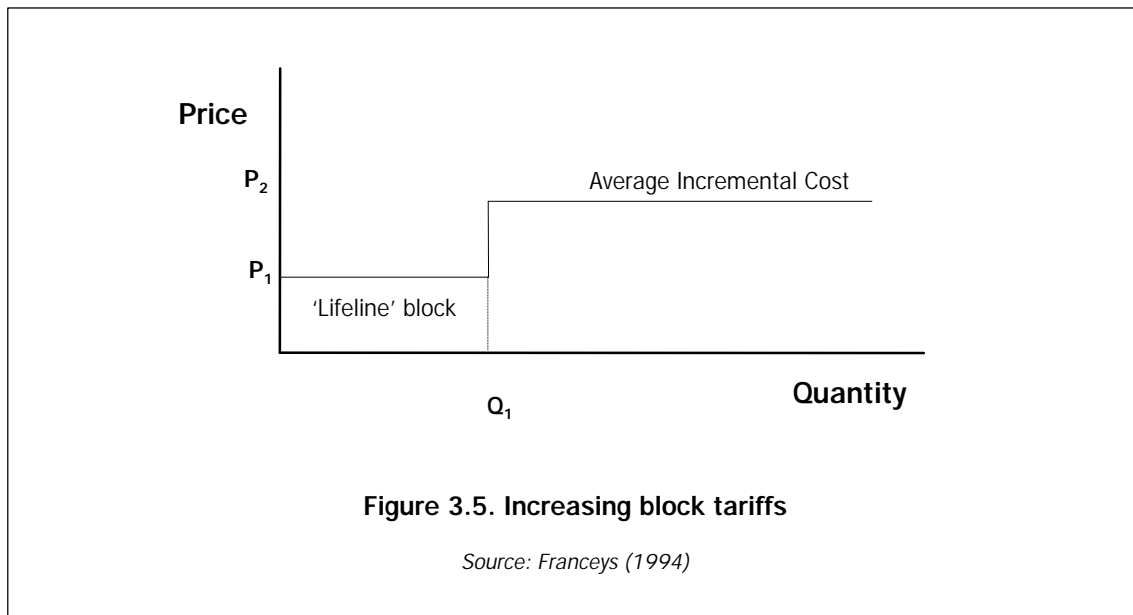 Price
P₂
Average Incremental Cost
P₁
‘Lifeline’ block
Q₁
Quantity
Figure 3.5. Increasing block tariffs
Source: Franceys (1994)